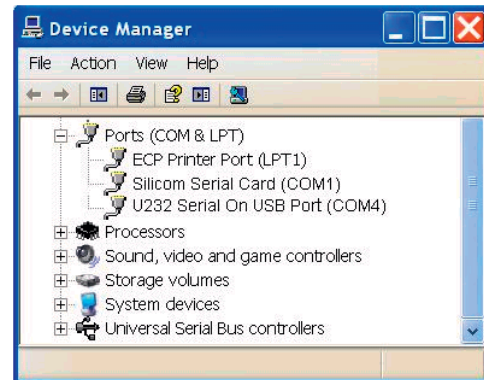 Device Manager
File Action View Help
Ports (COM & LPT)
ECP Printer Port (LPT1)
Silicom Serial Card (COM1)
U232 Serial On USB Port (COM4)
Processors
Sound, video and game controllers
Storage volumes
System devices
Universal Serial Bus controllers